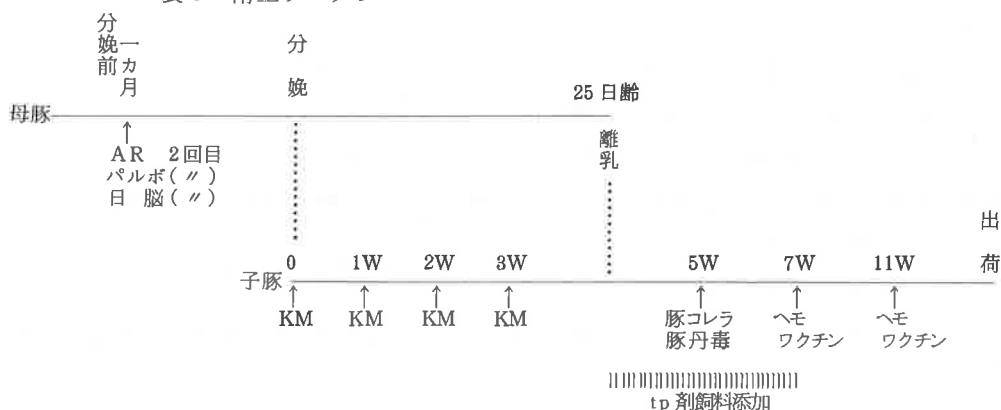 分娩前
一カ月
分娩
25日齢
母豚
離乳
AR 2回目
パルボ(〃)
日脳(〃)
出荷
0 1W 2W 3W 5W 7W 11W
子豚
KM KM KM KM
豚コレラ
豚丹毒
ヘモ
ワクチン
ヘモ
ワクチン
tp剤飼料添加